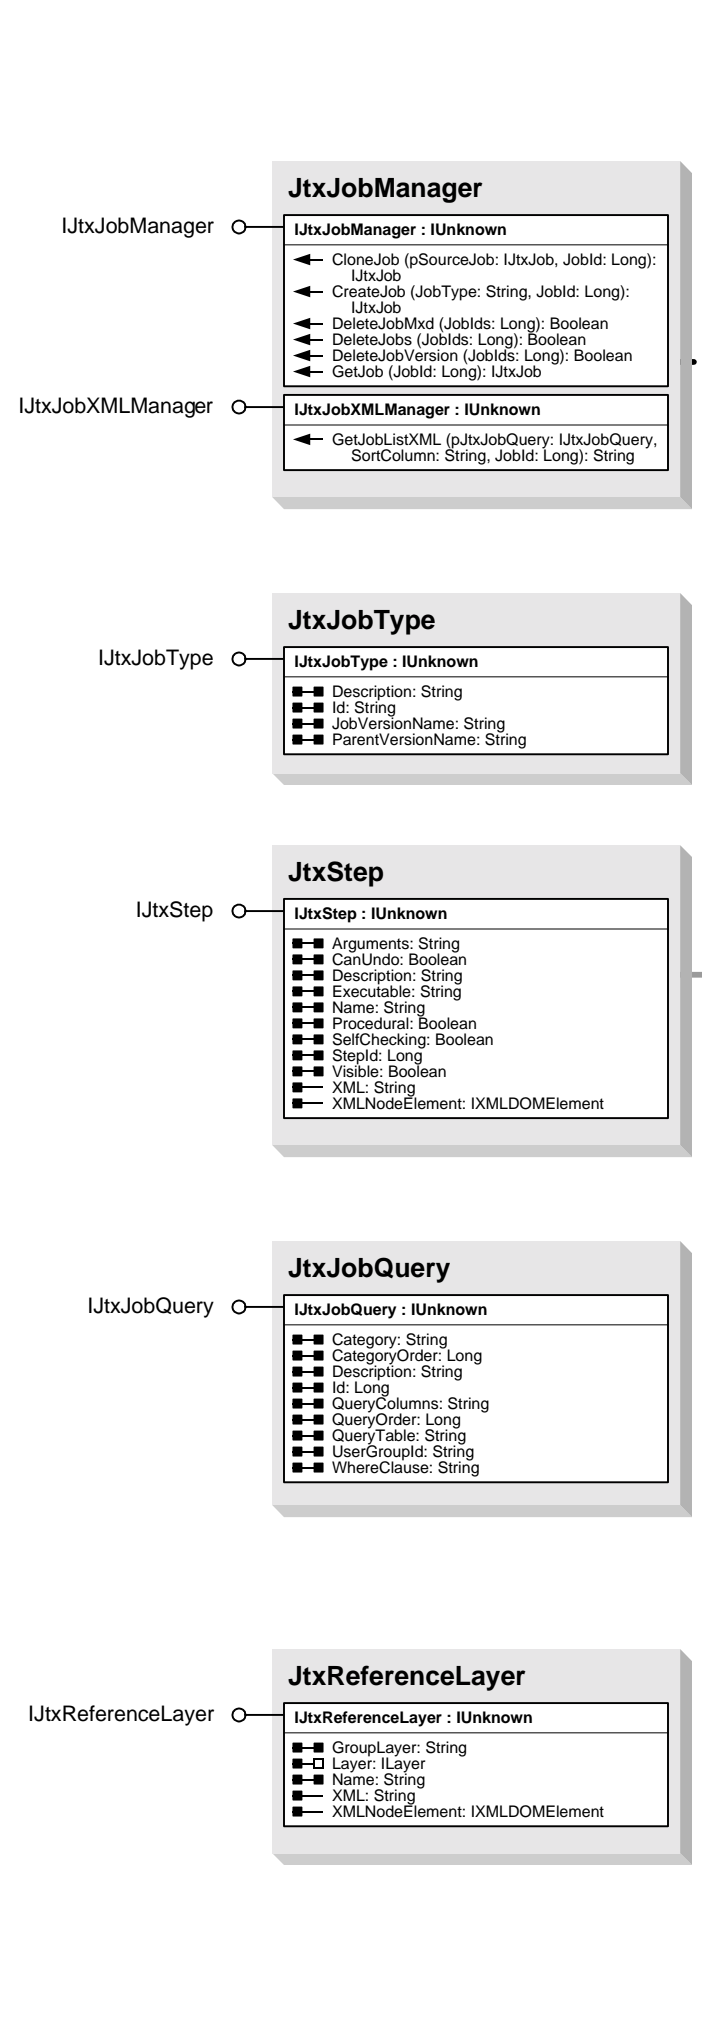 JtxJobManager
IJtxJobManager
IJtxJobManager : IUnknown
CloneJob (pSourceJob: IJtxJob, JobId: Long):
IJtxJob
CreateJob (JobType: String, JobId: Long):
IJtxJob
DeleteJobMxd (JobIds: Long): Boolean
DeleteJobs (JobIds: Long): Boolean
DeleteJobVersion (JobIds: Long): Boolean
GetJob (JobId: Long): IJtxJob
IJtxJobXMLManager
IJtxJobXMLManager : IUnknown
GetJobListXML (pJtxJobQuery: IJtxJobQuery,
SortColumn: String, JobId: Long): String
JtxJobType
IJtxJobType
IJtxJobType : IUnknown
Description: String
Id: String
JobVersionName: String
ParentVersionName: String
JtxStep
IJtxStep
IJtxStep : IUnknown
Arguments: String
CanUndo: Boolean
Description: String
Executable: String
Name: String
Procedural: Boolean
SelfChecking: Boolean
StepId: Long
Visible: Boolean
XML: String
XMLNodeElement: IXMLDOMElement
JtxJobQuery
IJtxJobQuery
IJtxJobQuery : IUnknown
Category: String
CategoryOrder: Long
Description: String
Id: Long
QueryColumns: String
QueryOrder: Long
QueryTable: String
UserGroupId: String
WhereClause: String
JtxReferenceLayer
IJtxReferenceLayer
IJtxReferenceLayer : IUnknown
GroupLayer: String
Layer: ILayer
Name: String
XML: String
XMLNodeElement: IXMLDOMElement